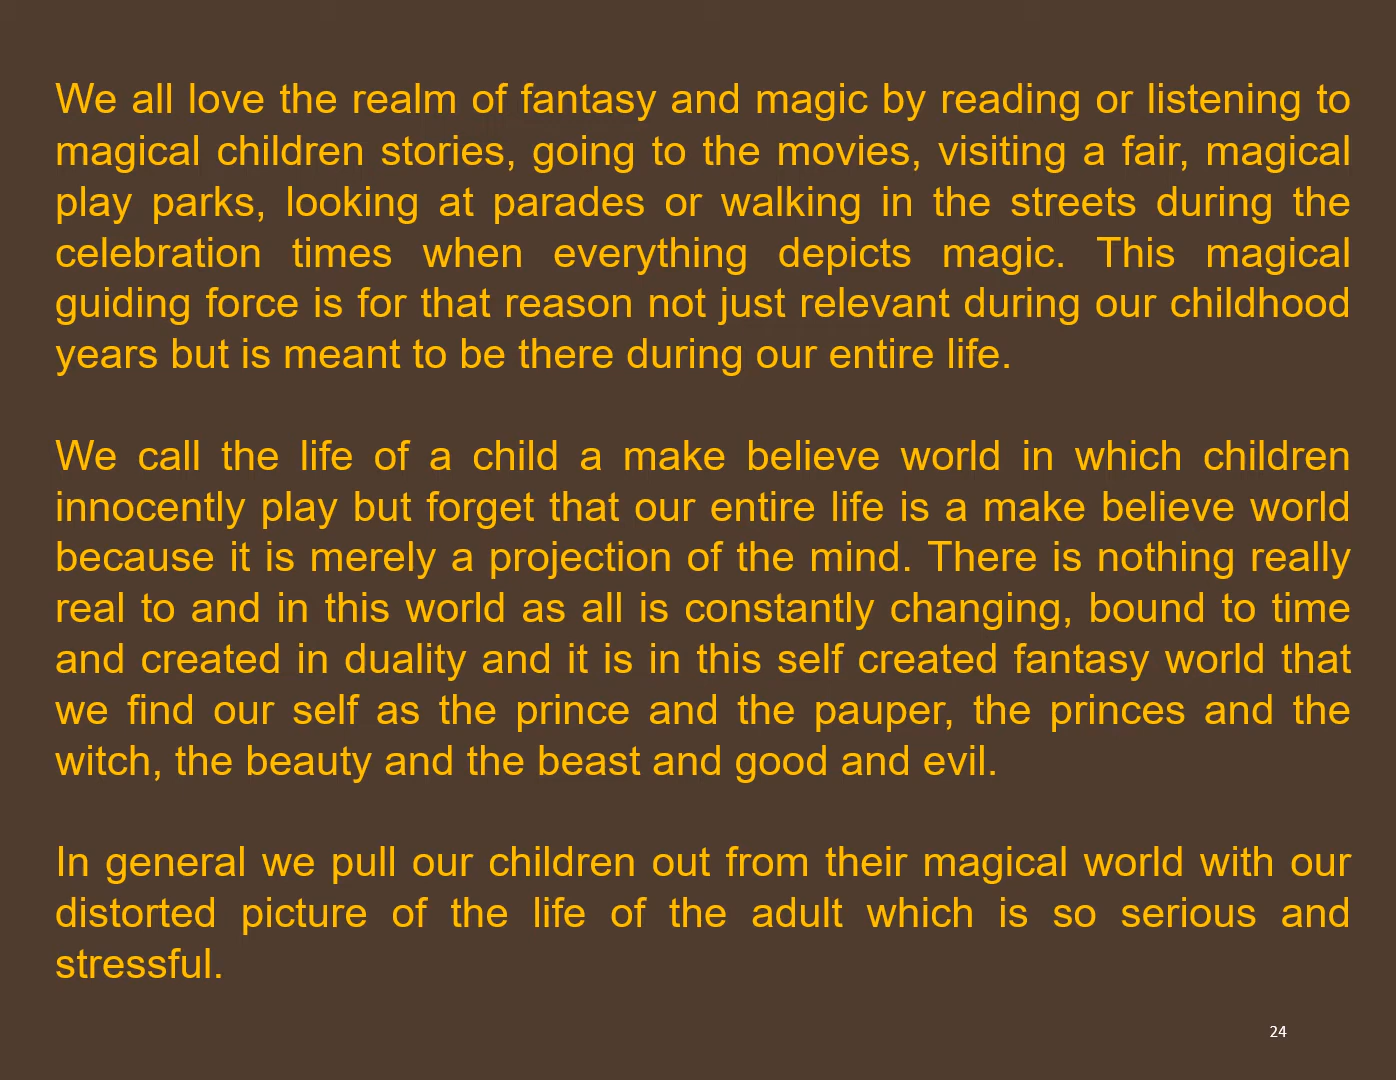 We all love the realm of fantasy and magic by reading or listening to
magical children stories, going to the movies, visiting a fair, magical
play parks, looking at parades or walking in the streets during the
celebration times when everything depicts magic. This magical
guiding force is for that reason not just relevant during our childhood
years but is meant to be there during our entire life.
We call the life of a child a make believe world in which children
innocently play but forget that our entire life is a make believe world
because it is merely a projection of the mind. There is nothing really
real to and in this world as all is constantly changing, bound to time
and created in duality and it is in this self created fantasy world that
we find our self as the prince and the pauper, the princes and the
witch, the beauty and the beast and good and evil.
In general we pull our children out from their magical world with our
distorted picture of the life of the adult which is so serious and
stressful.
24